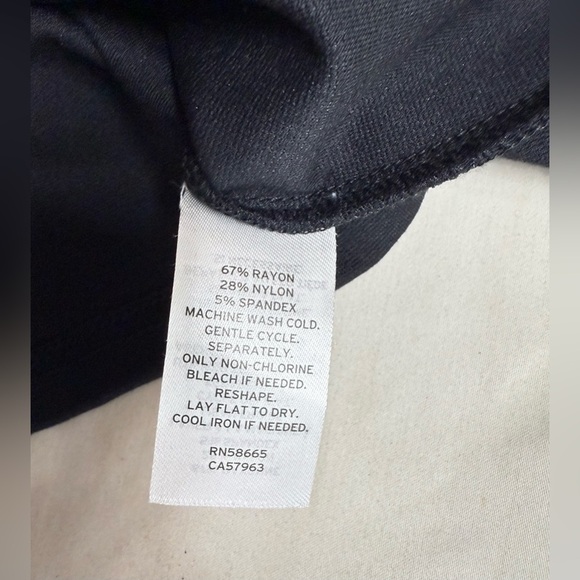 67% RAYON
28% NYLON
5% SPANDEX
MACHINE WASH COLD.
GENTLE CYCLE.
SEPARATELY.
ONLY NON-CHLORINE
BLEACH IF NEEDED.
RESHAPE.
LAY FLAT TO DRY.
COOL IRON IF NEEDED.
RN58665
CA57963